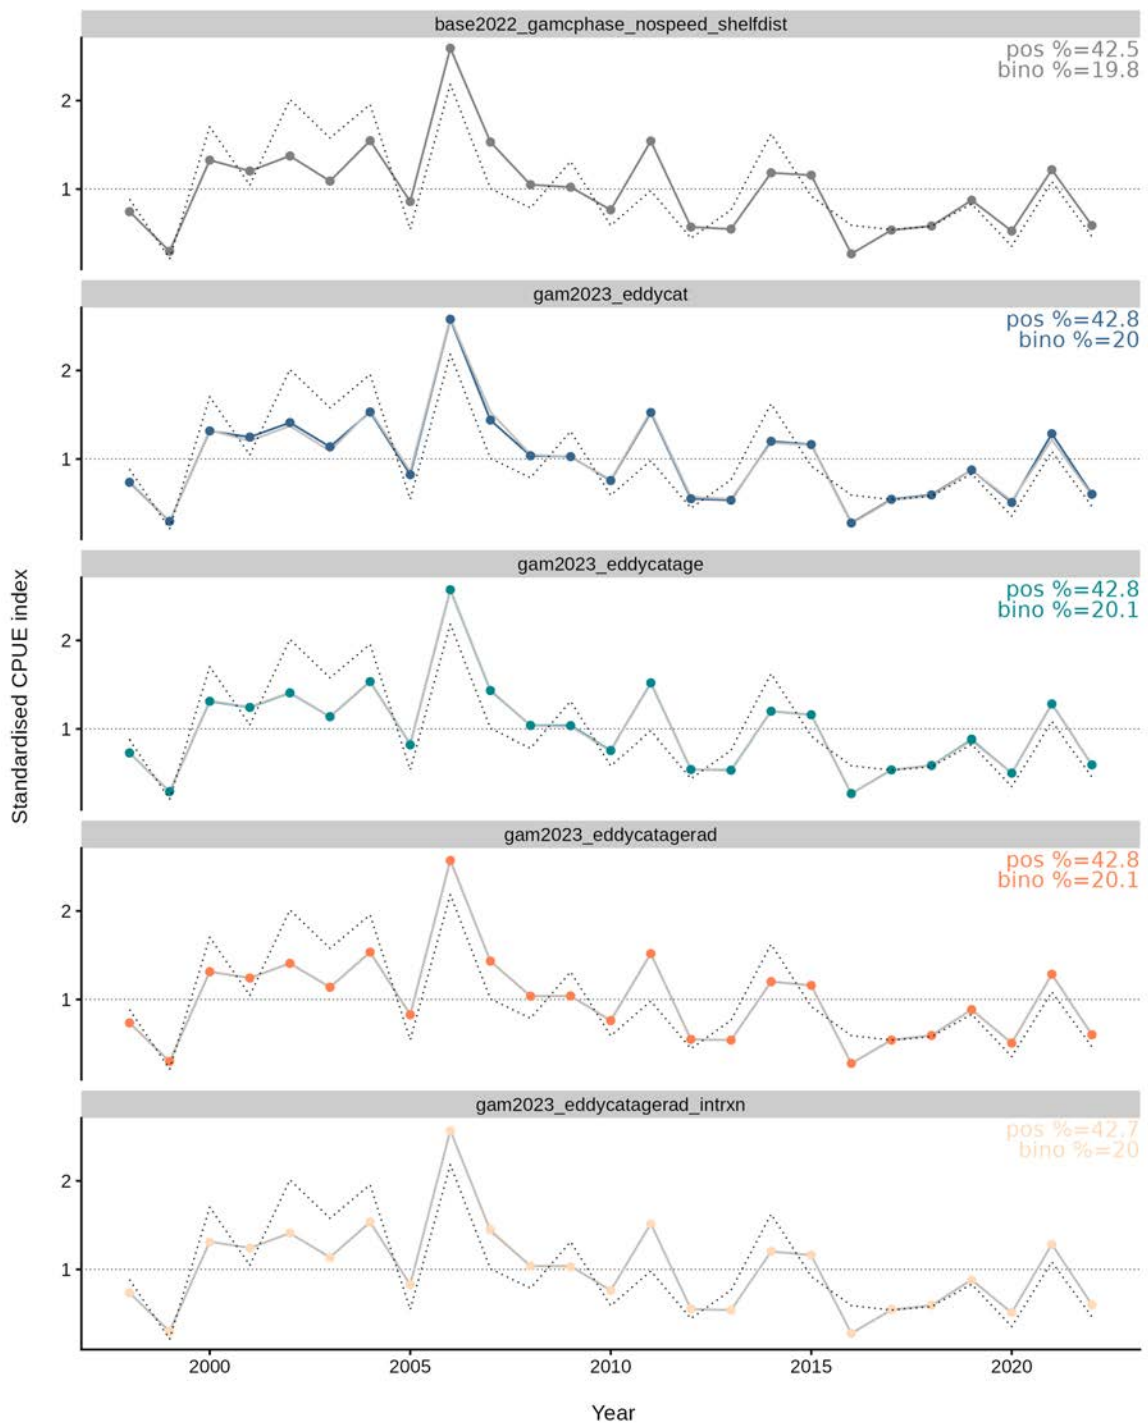 base2022_gamcphase_nospeed_shelfdist
pos %=42.5
bino %=19.8
2
1
gam2023_eddycat
pos %=42.8
bino %=20
2
1
gam2023_eddycatage
pos %=42.8
bino %=20.1
2
1
Standardised CPUE index
gam2023_eddycatagerad
pos %=42.8
bino %=20.1
2
1
gam2023_eddycatagerad_intrxn
pos %=42.7
bino %=20
2
1
2000 2005 2010 2015 2020
Year